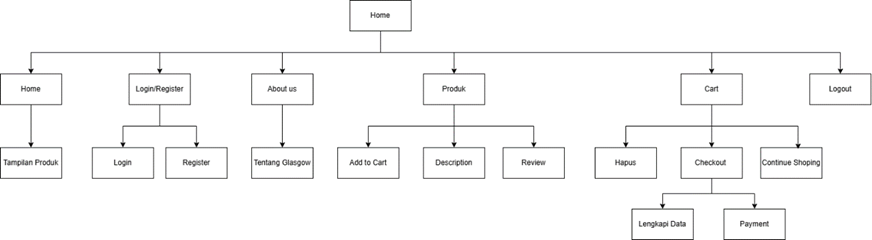 Home
Home
Login/Register
About us
Produk
Cart
Logout
Tampilan Produk
Login
Register
Tentang Glasgow
Add to Cart
Description
Review
Hapus
Checkout
Continue Shoping
Lengkapi Data
Payment